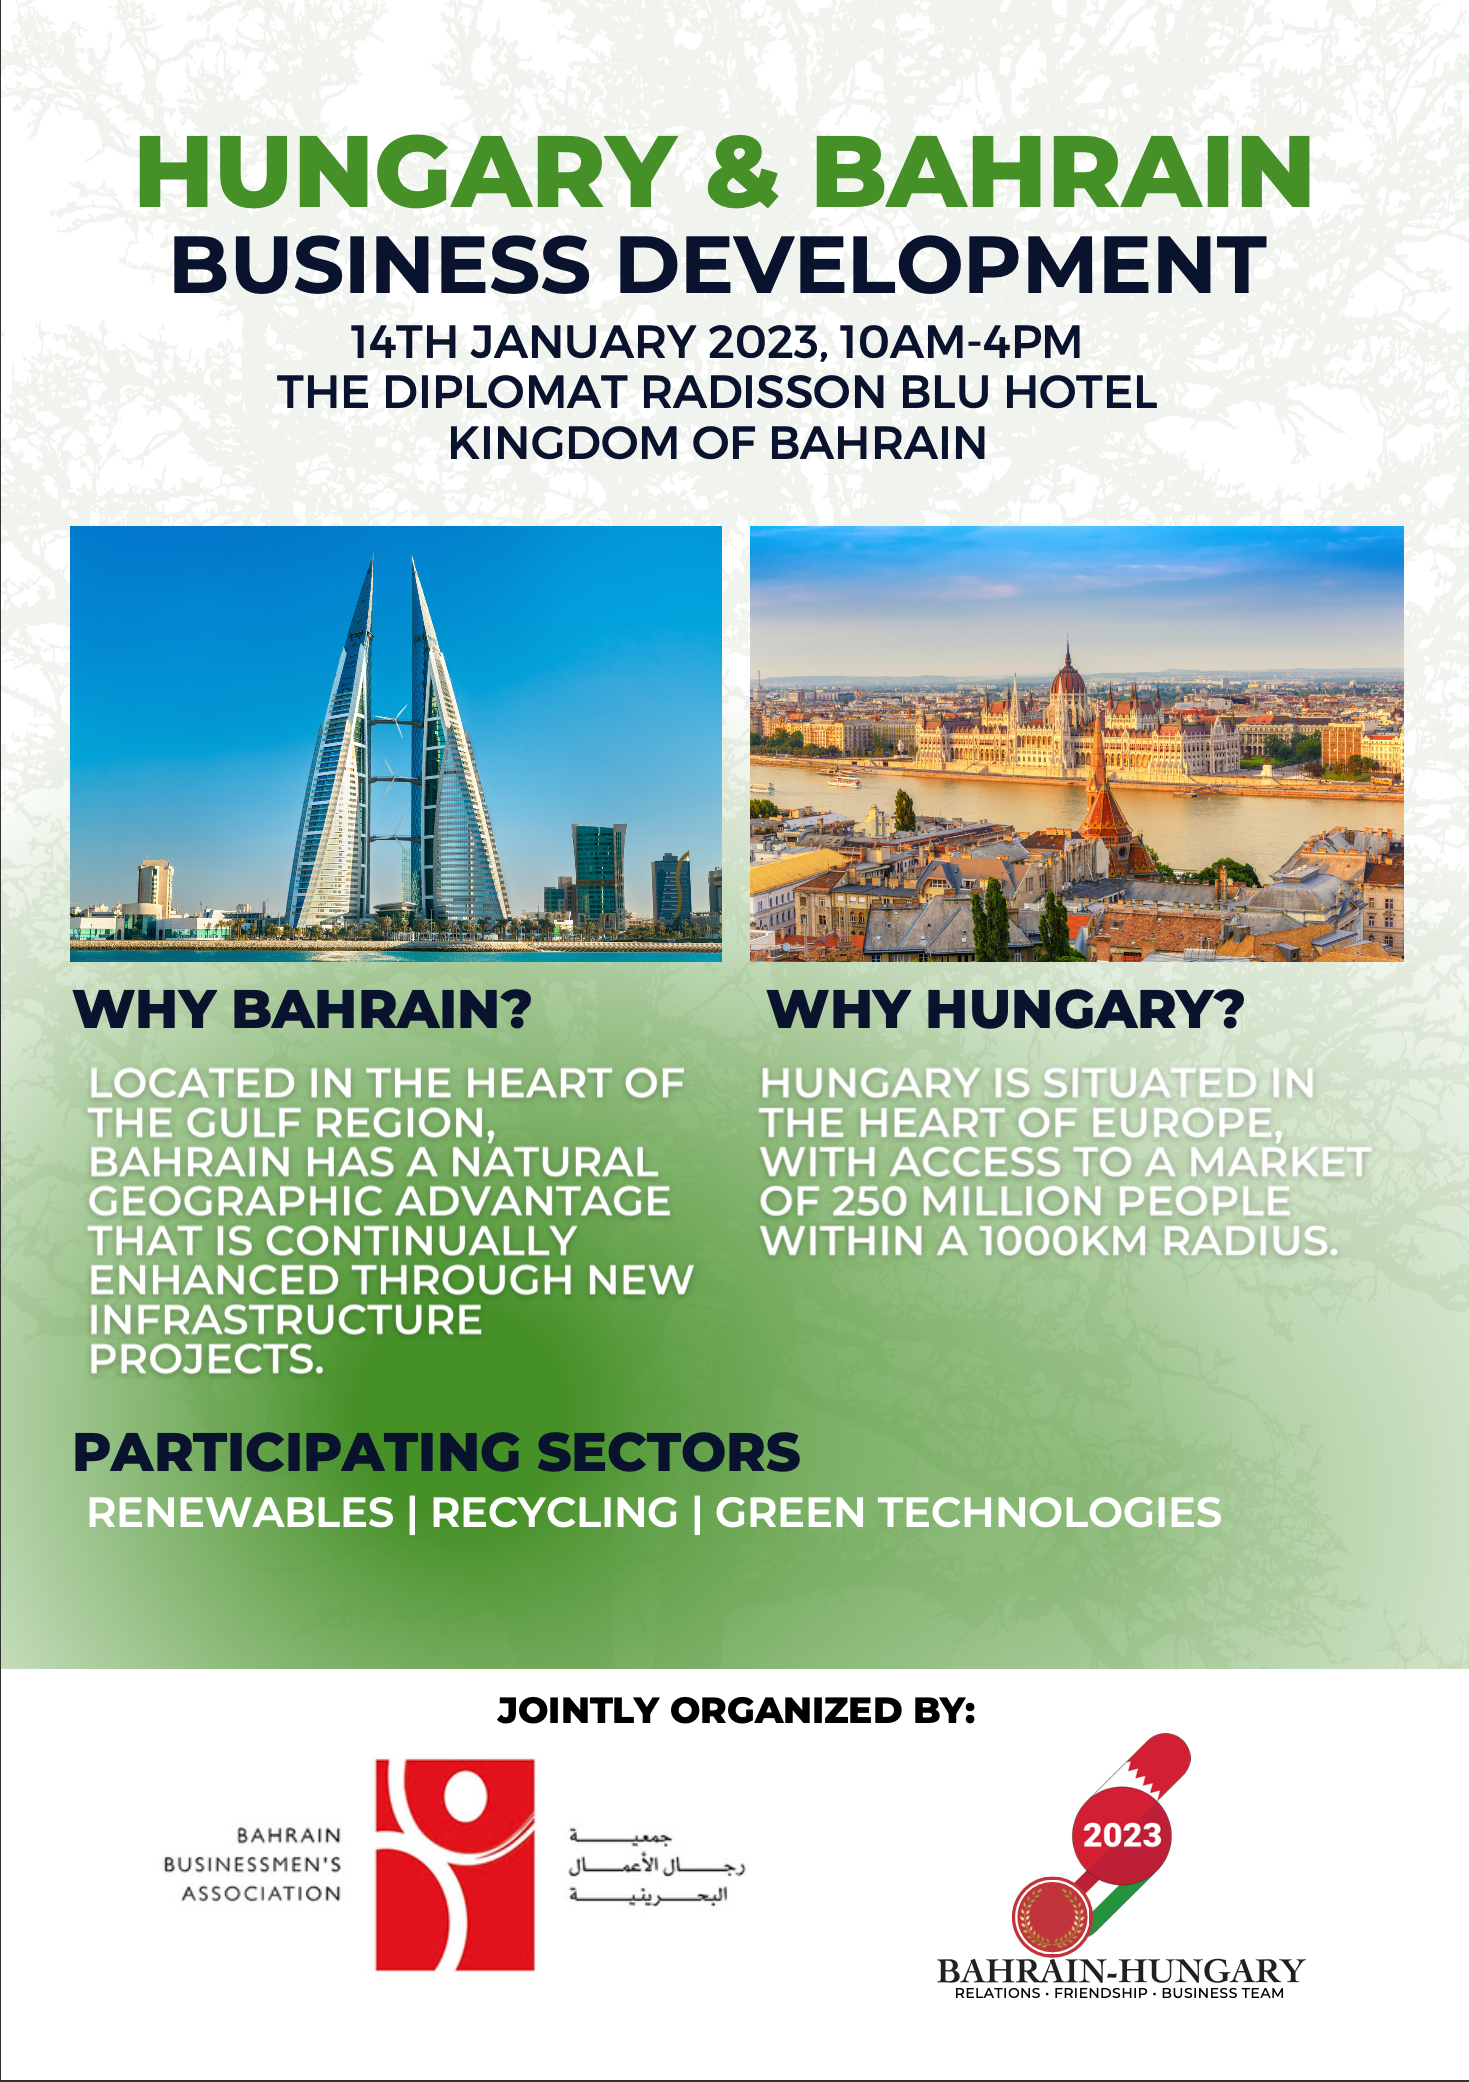 HUNGARY & BAHRAIN
BUSINESS DEVELOPMENT
14TH JANUARY 2023, 10AM-4PM
THE DIPLOMAT RADISSON BLU HOTEL
KINGDOM OF BAHRAIN
WHY BAHRAIN?
LOCATED IN THE HEART OF
THE GULF REGION,
BAHRAIN HAS A NATURAL
GEOGRAPHIC ADVANTAGE
THAT IS CONTINUALLY
ENHANCED THROUGH NEW
INFRASTRUCTURE
PROJECTS.
WHY HUNGARY?
HUNGARY IS SITUATED IN
THE HEART OF EUROPE,
WITH ACCESS TO A MARKET
OF 250 MILLION PEOPLE
WITHIN A 1000KM RADIUS.
PARTICIPATING SECTORS
RENEWABLES | RECYCLING | GREEN TECHNOLOGIES
JOINTLY ORGANIZED BY:
BAHRAIN
BUSINESSMEN'S
ASSOCIATION
جمعيـــــة
رجـــال الأعمـــال
البحـــرينيـــة
2023
BAHRAIN-HUNGARY
RELATIONS • FRIENDSHIP • BUSINESS TEAM